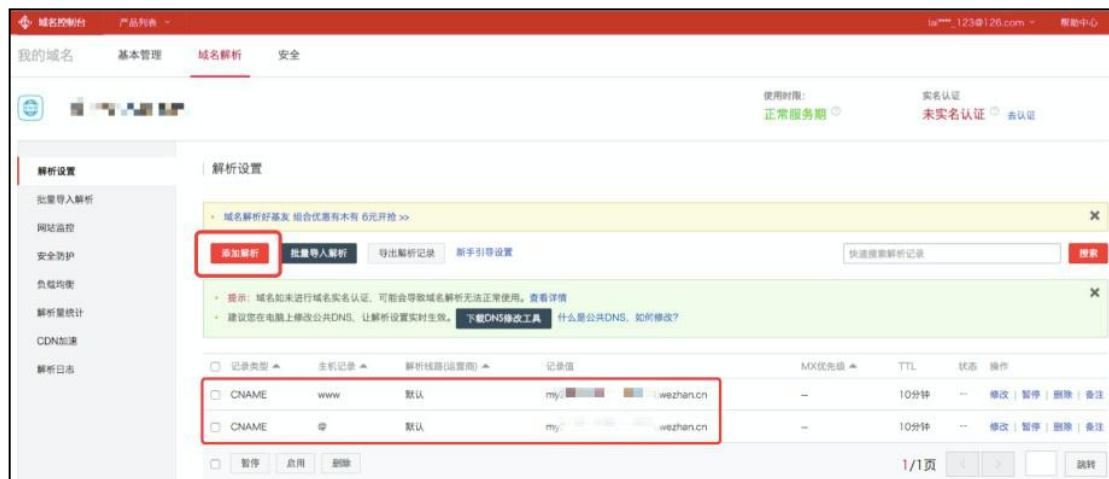 域名控制台 产品列表 lai****_123@126.com 帮助中心
我的域名 基本管理 域名解析 安全
使用时限: 实名认证
正常服务期 未实名认证 去认证
解析设置 解析设置
批量导入解析
域名解析好基友 组合优惠有木有 6元开抢 >>
网站监控
安全防护 添加解析 批量导入解析 导出解析记录 新手引导设置 快速搜索解析记录 搜索
负载均衡
提示：域名如未进行域名实名认证，可能会导致域名解析无法正常使用。查看详情
解析量统计
建议您在电脑上修改公共DNS，让解析设置实时生效。 下载DNS修改工具 什么是公共DNS，如何修改?
CDN加速
解析日志 记录类型 主机记录 解析线路(运营商) 记录值 MX优先级 TTL 状态 操作
CNAME www 默认 my wezhan.cn -- 10分钟 -- 修改 | 暂停 | 删除 | 备注
CNAME @ 默认 my wezhan.cn -- 10分钟 -- 修改 | 暂停 | 删除 | 备注
暂停 启用 删除 1/1页 < > 跳转